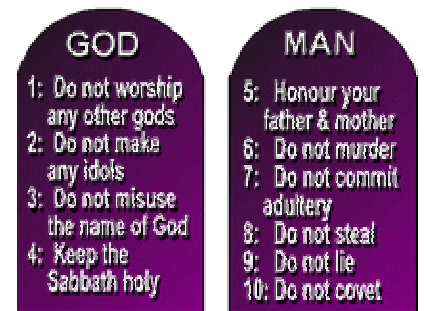 GOD
1: Do not worship
any other gods
2: Do not make
any idols
3: Do not misuse
the name of God
4: Keep the
Sabbath holy
MAN
5: Honour your
father & mother
6: Do not murder
7: Do not commit
adultery
8: Do not steal
9: Do not lie
10: Do not covet